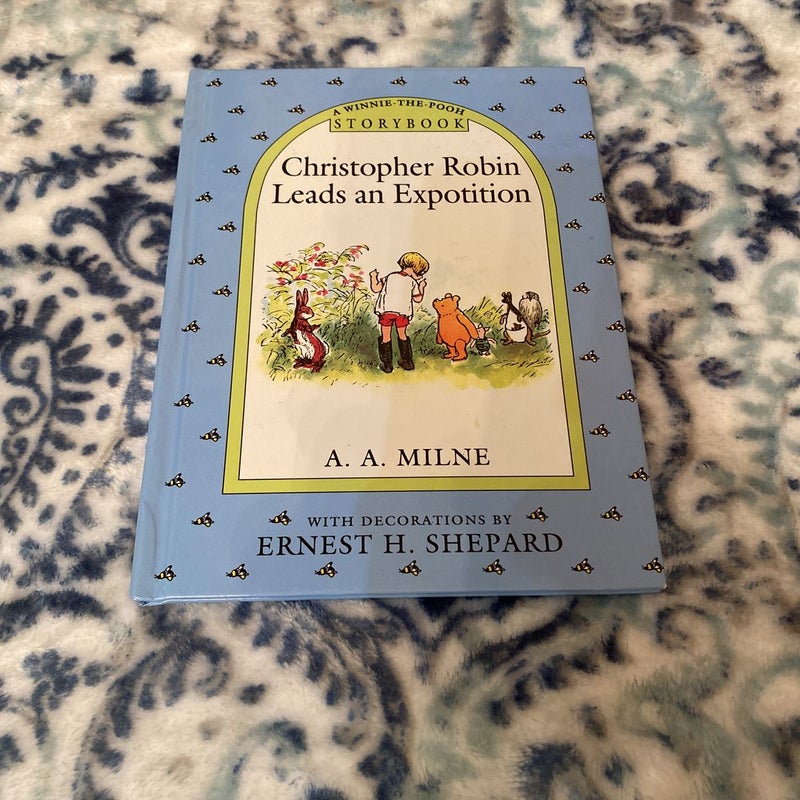 A WINNIE-THE-POOH
STORYBOOK
Christopher Robin
Leads an Expotition
A. A. MILNE
WITH DECORATIONS BY
ERNEST H. SHEPARD